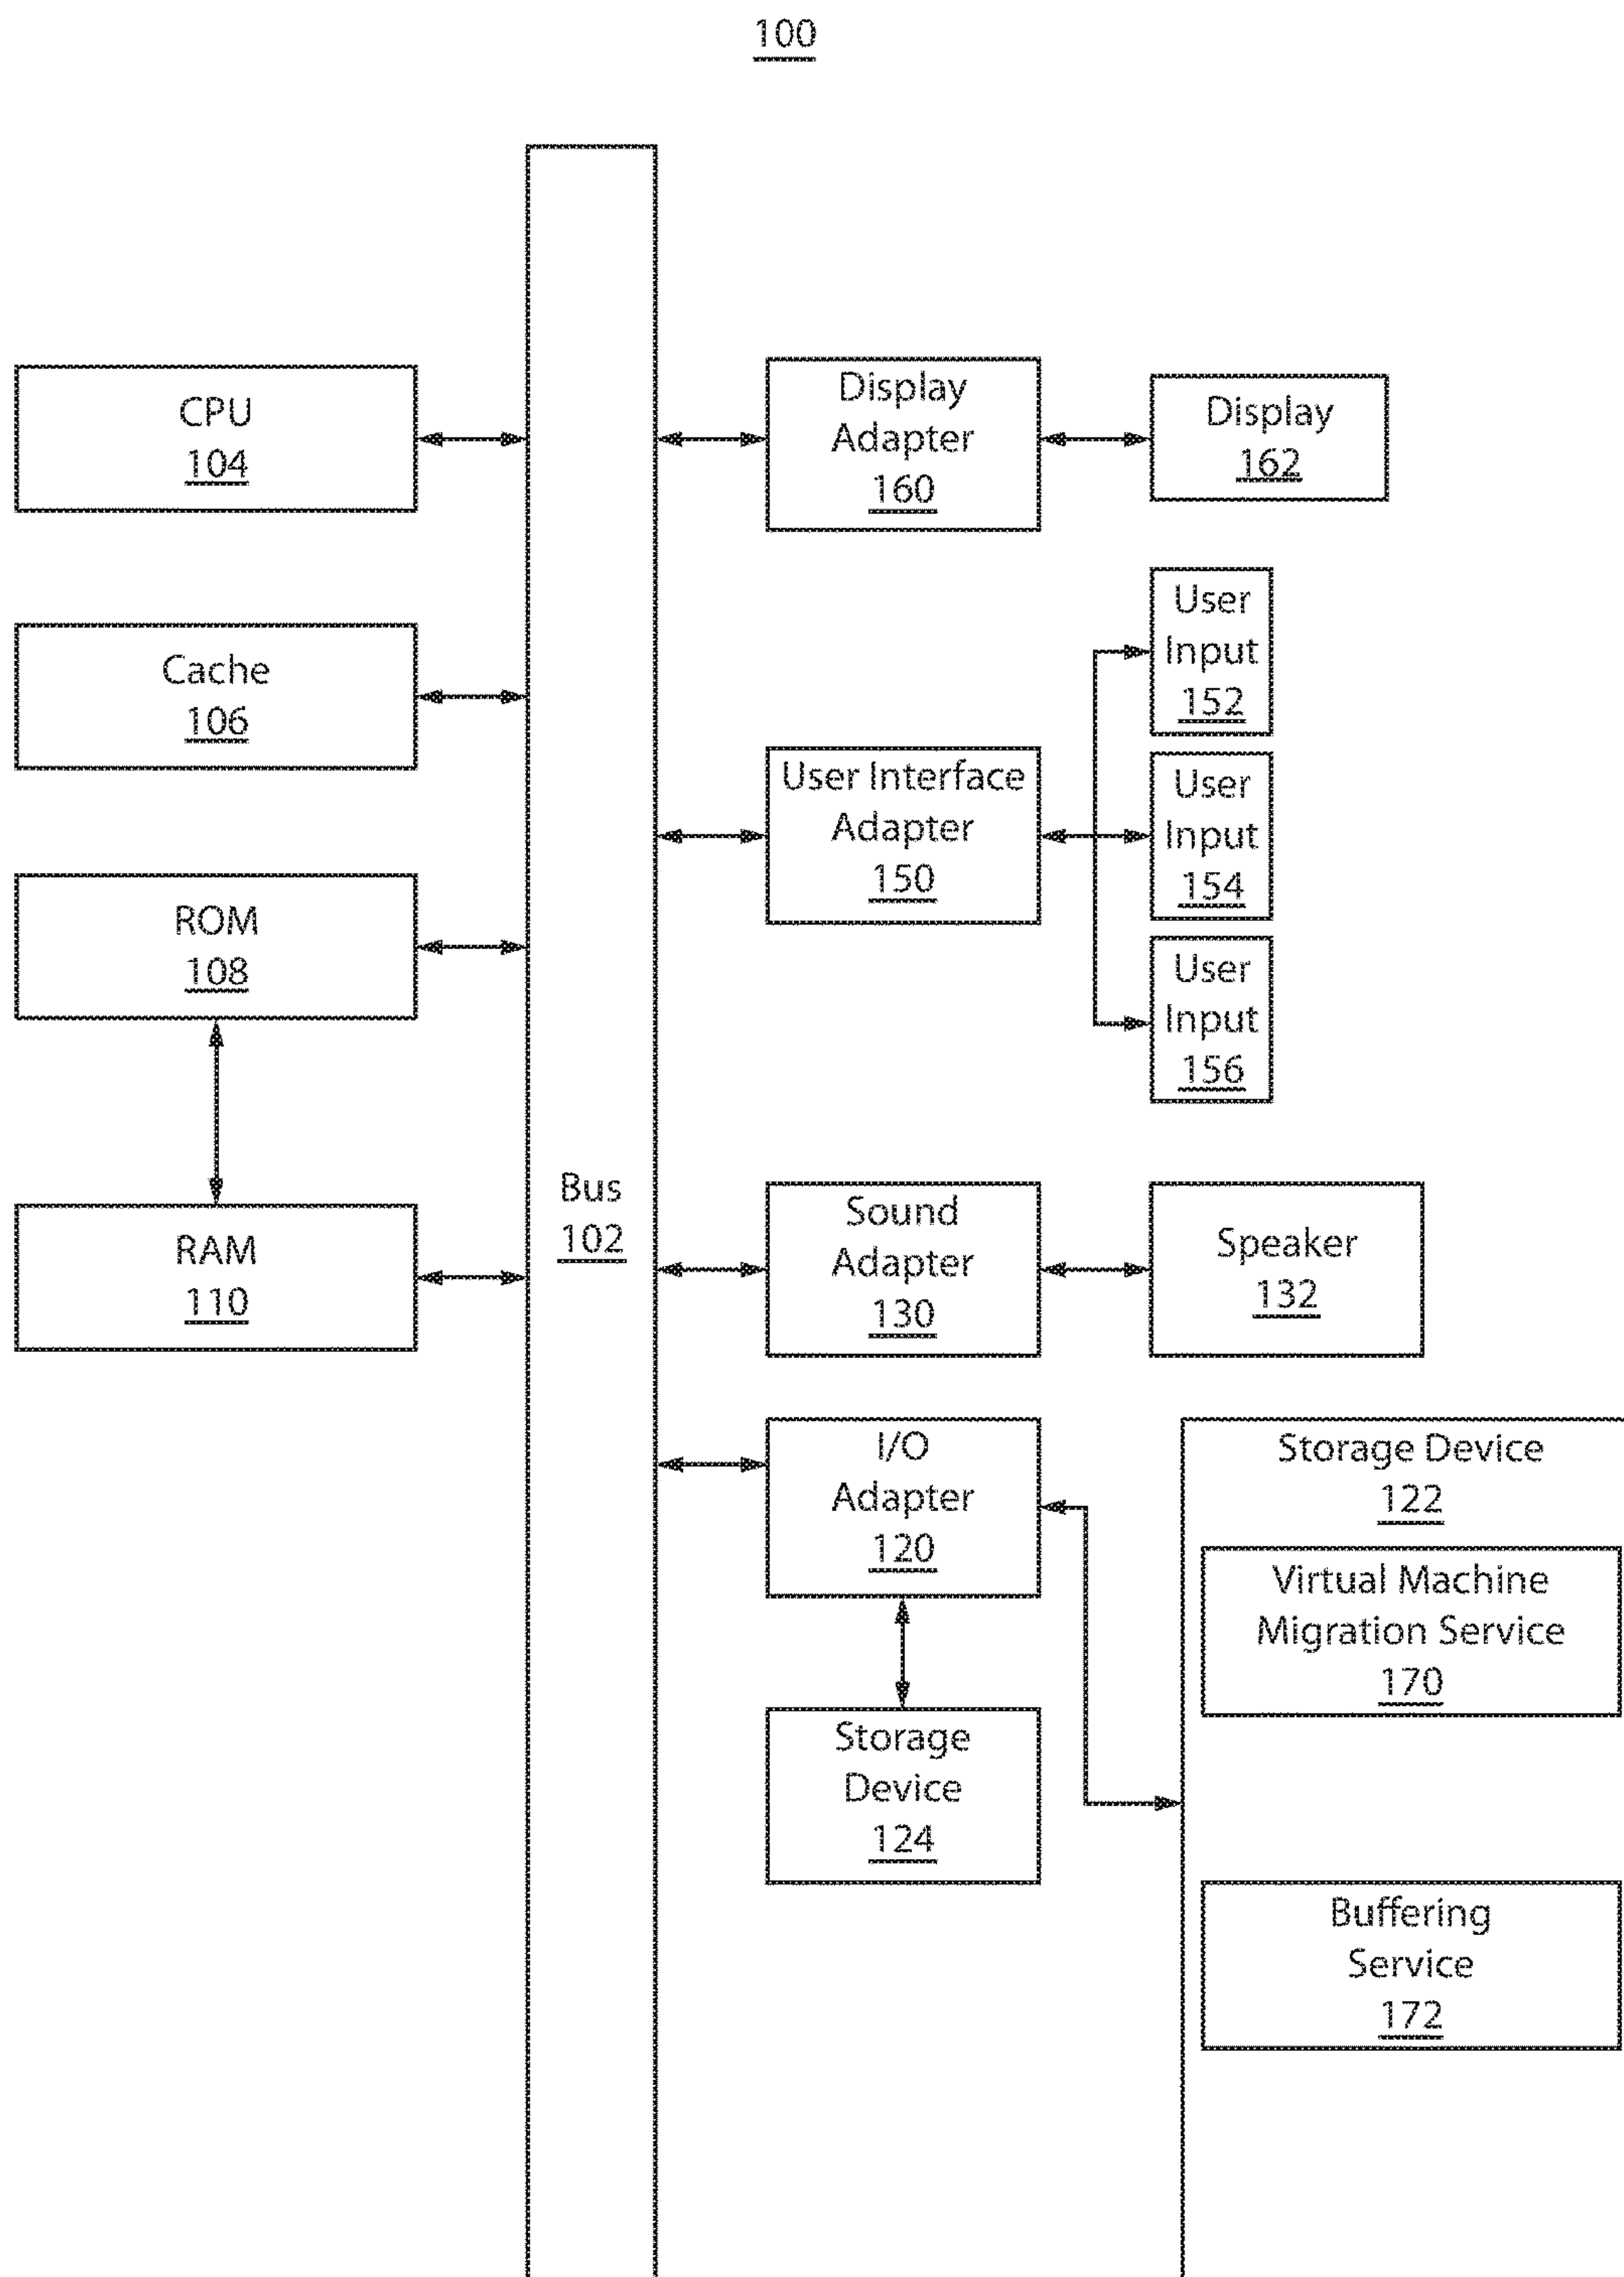 100
CPU
104
Cache
106
ROM
108
RAM
110
Bus
102
Display
Adapter
160
Display
162
User Interface
Adapter
150
User
Input
152
User
Input
154
User
Input
156
Sound
Adapter
130
Speaker
132
I/O
Adapter
120
Storage
Device
124
Storage Device
122
Virtual Machine
Migration Service
170
Buffering
Service
172